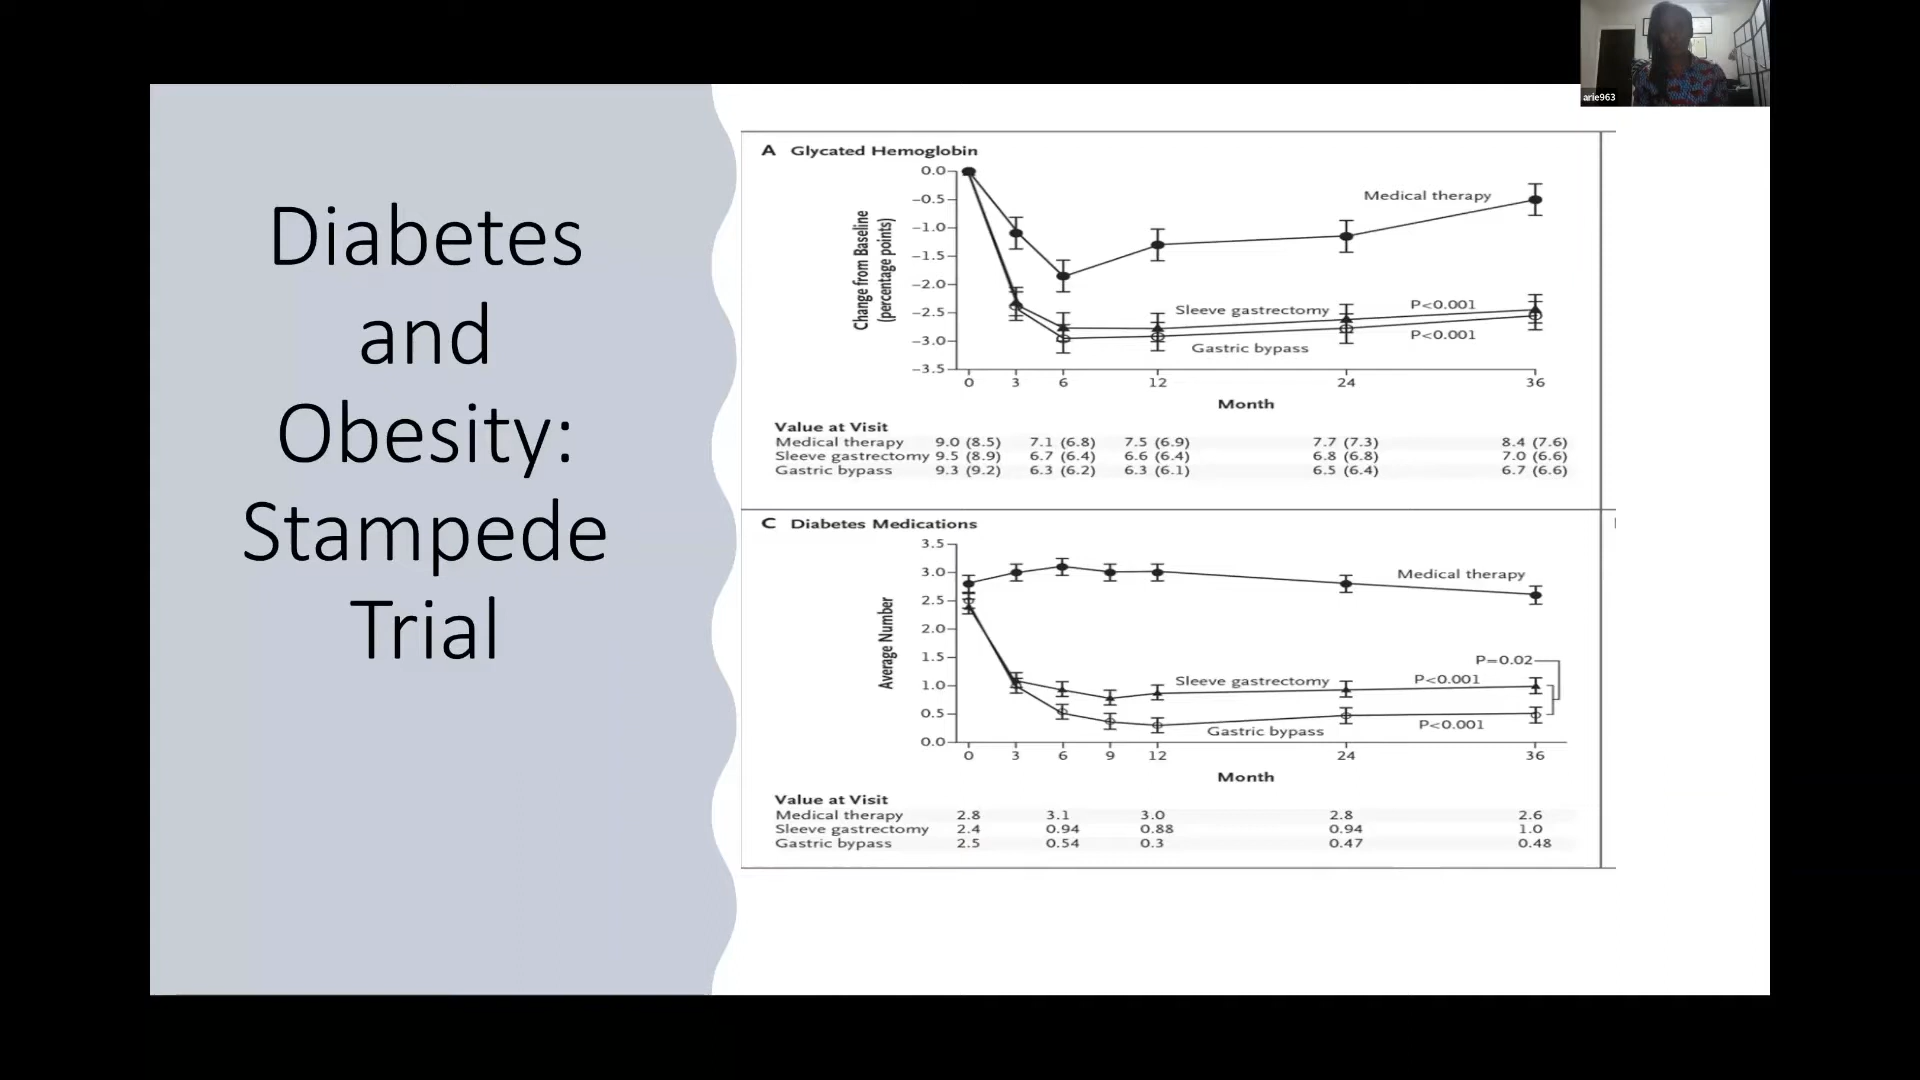 arie963
Diabetes
and
Obesity:
Stampede
Trial
A Glycated Hemoglobin
Change from Baseline
(percentage points)
0.0
−0.5
−1.0
−1.5
−2.0
−2.5
−3.0
−3.5
Medical therapy
Sleeve gastrectomy
P<0.001
P<0.001
Gastric bypass
0 3 6 12 24 36
Month
Value at Visit
Medical therapy 9.0 (8.5) 7.1 (6.8) 7.5 (6.9) 7.7 (7.3) 8.4 (7.6)
Sleeve gastrectomy 9.5 (8.9) 6.7 (6.4) 6.6 (6.4) 6.8 (6.8) 7.0 (6.6)
Gastric bypass 9.3 (9.2) 6.3 (6.2) 6.3 (6.1) 6.5 (6.4) 6.7 (6.6)
C Diabetes Medications
Average Number
3.5
3.0
2.5
2.0
1.5
1.0
0.5
0.0
Medical therapy
P=0.02
Sleeve gastrectomy
P<0.001
P<0.001
Gastric bypass
0 3 6 9 12 24 36
Month
Value at Visit
Medical therapy 2.8 3.1 3.0 2.8 2.6
Sleeve gastrectomy 2.4 0.94 0.88 0.94 1.0
Gastric bypass 2.5 0.54 0.3 0.47 0.48